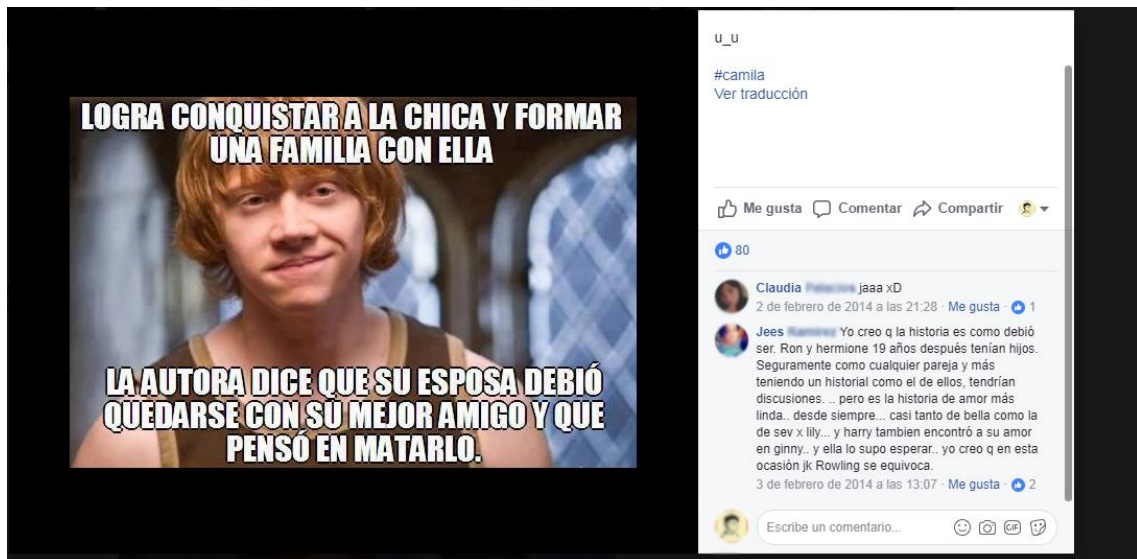 LOGRA CONQUISTAR A LA CHICA Y FORMAR
UNA FAMILIA CON ELLA
LA AUTORA DICE QUE SU ESPOSA DEBIÓ
QUEDARSE CON SU MEJOR AMIGO Y QUE
PENSÓ EN MATARLO.
u_u
#camila
Ver traducción
Me gusta Comentar Compartir
80
Claudia jaaa xD
2 de febrero de 2014 a las 21:28 · Me gusta · 1
Jees Yo creo q la historia es como debió
ser. Ron y hermione 19 años después tenían hijos.
Seguramente como cualquier pareja y más
teniendo un historial como el de ellos, tendrían
discusiones. .. pero es la historia de amor más
linda.. desde siempre... casi tanto de bella como la
de sev x lily... y harry tambien encontró a su amor
en ginny.. y ella lo supo esperar.. yo creo q en esta
ocasión jk Rowling se equivoca.
3 de febrero de 2014 a las 13:07 · Me gusta · 2
Escribe un comentario...
GIF